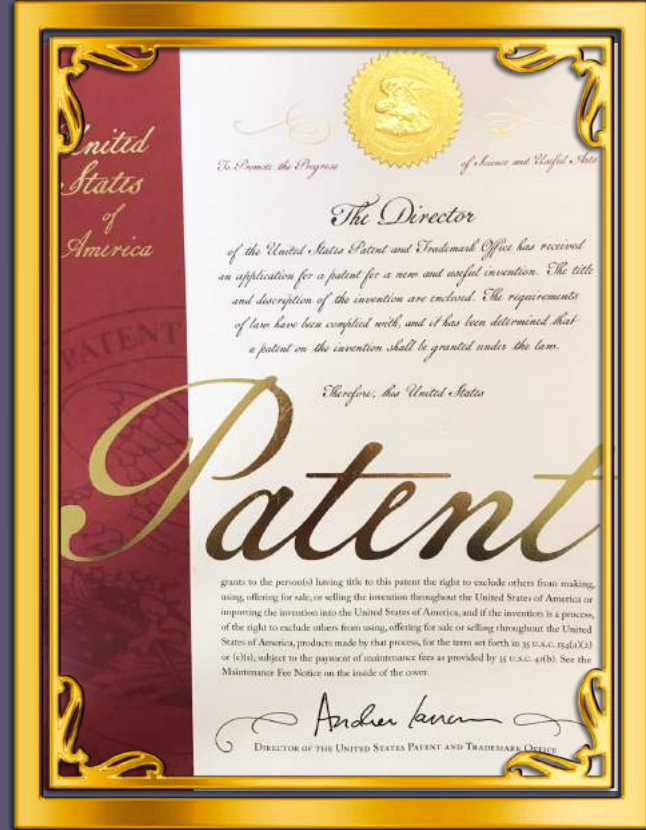 United
States
of
America
To Promote the Progress
of Science and Useful Arts
The Director
of the United States Patent and Trademark Office has received
an application for a patent for a new and useful invention. The title
and description of the invention are enclosed. The requirements
of law have been complied with, and it has been determined that
a patent on the invention shall be granted under the law.
Therefore, this United States
PATENT
Patent
grants to the person(s) having title to this patent the right to exclude others from making,
using, offering for sale, or selling the invention throughout the United States of America or
importing the invention into the United States of America, and if the invention is a process,
of the right to exclude others from using, offering for sale or selling throughout the United
States of America, products made by that process, for the term set forth in 35 U.S.C. 154(a)(2)
or (c)(1), subject to the payment of maintenance fees as provided by 35 U.S.C. 41(b). See the
Maintenance Fee Notice on the inside of the cover.
Andrei Iancu
DIRECTOR OF THE UNITED STATES PATENT AND TRADEMARK OFFICE